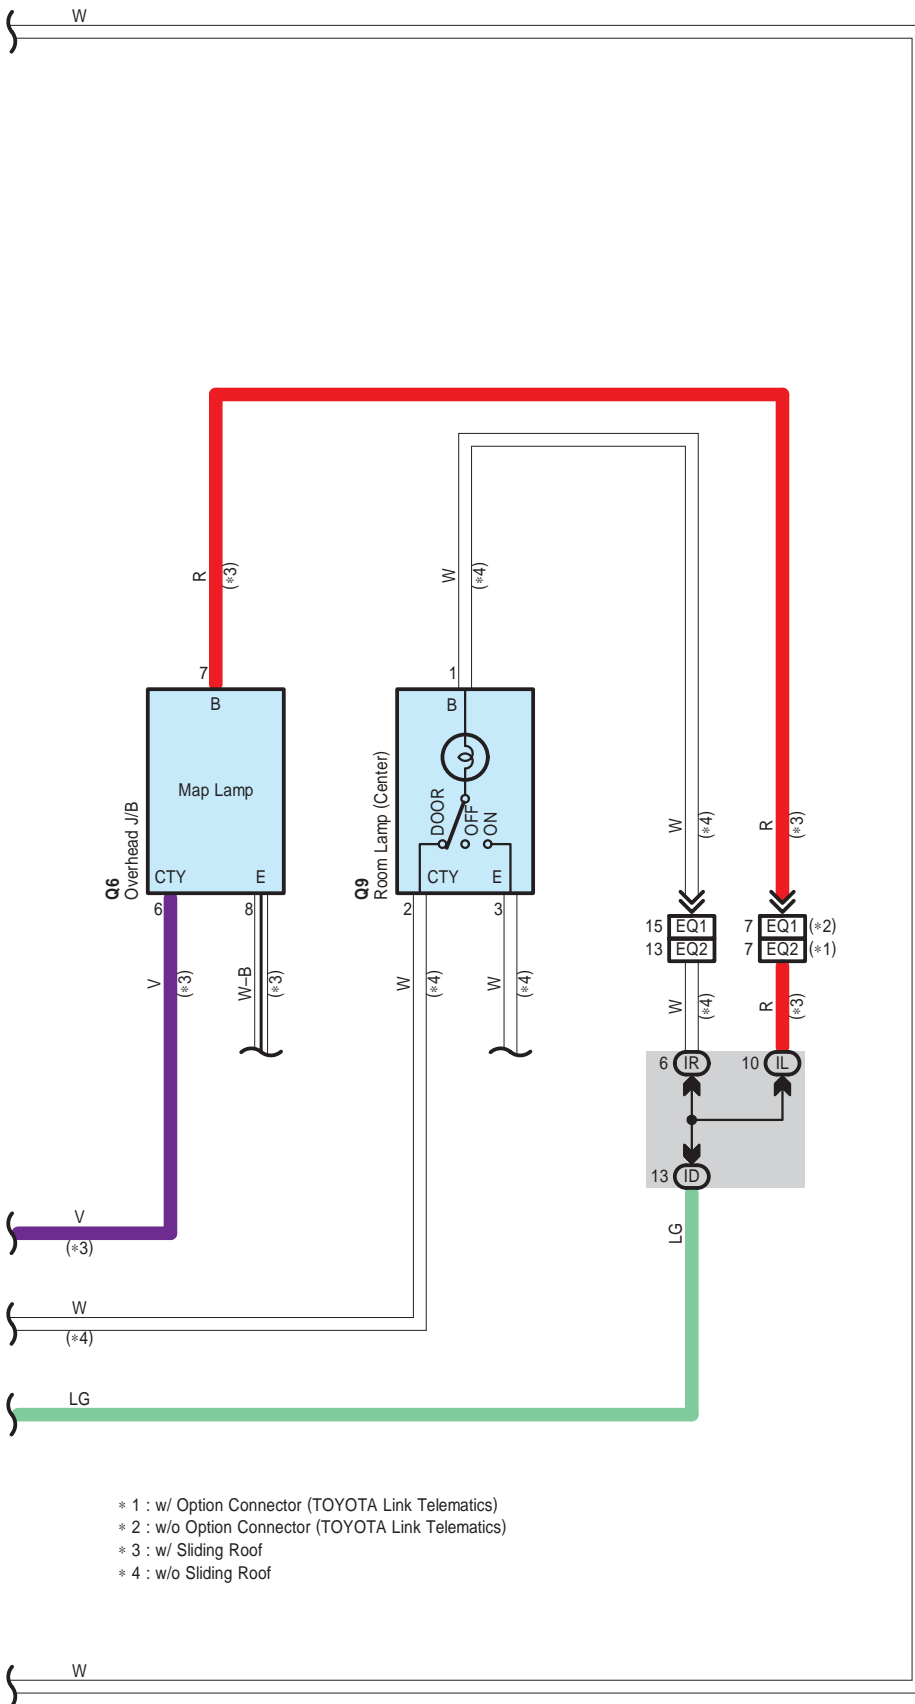 W
R
(*3)
W
(*4)
7
1
B
Map Lamp
CTY
E
Q6
Overhead J/B
B
DOOR
OFF
ON
CTY
E
Q9
Room Lamp (Center)
W
(*4)
R
(*3)
6
8
2
3
15 EQ1
13 EQ2
7 EQ1 (*2)
7 EQ2 (*1)
V
(*3)
W–B
(*3)
W
(*4)
W
(*4)
W
(*4)
R
(*3)
6 IR
10 IL
13 ID
LG
V
(*3)
W
(*4)
LG
* 1 : w/ Option Connector (TOYOTA Link Telematics)
* 2 : w/o Option Connector (TOYOTA Link Telematics)
* 3 : w/ Sliding Roof
* 4 : w/o Sliding Roof
W